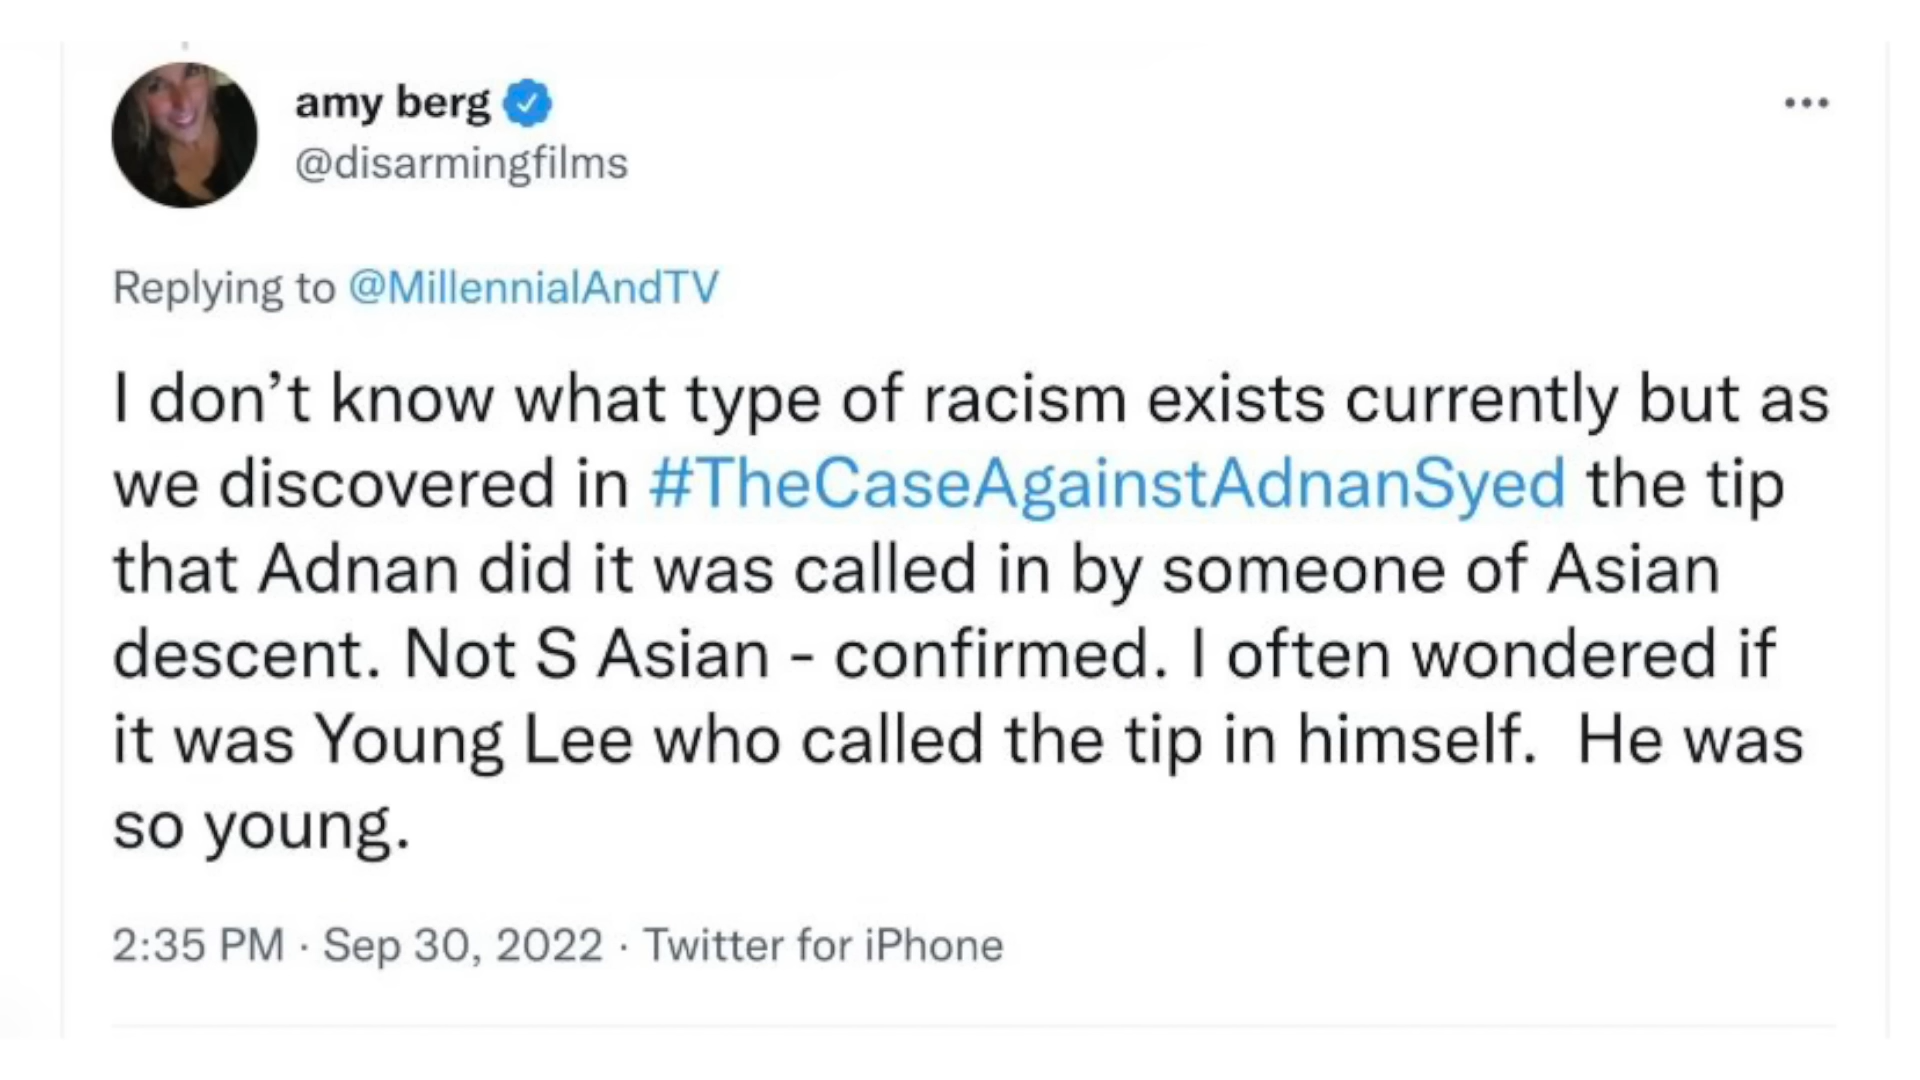 amy berg
@disarmingfilms
Replying to @MillennialAndTV
I don’t know what type of racism exists currently but as
we discovered in #TheCaseAgainstAdnanSyed the tip
that Adnan did it was called in by someone of Asian
descent. Not S Asian - confirmed. I often wondered if
it was Young Lee who called the tip in himself.  He was
so young.
2:35 PM · Sep 30, 2022 · Twitter for iPhone